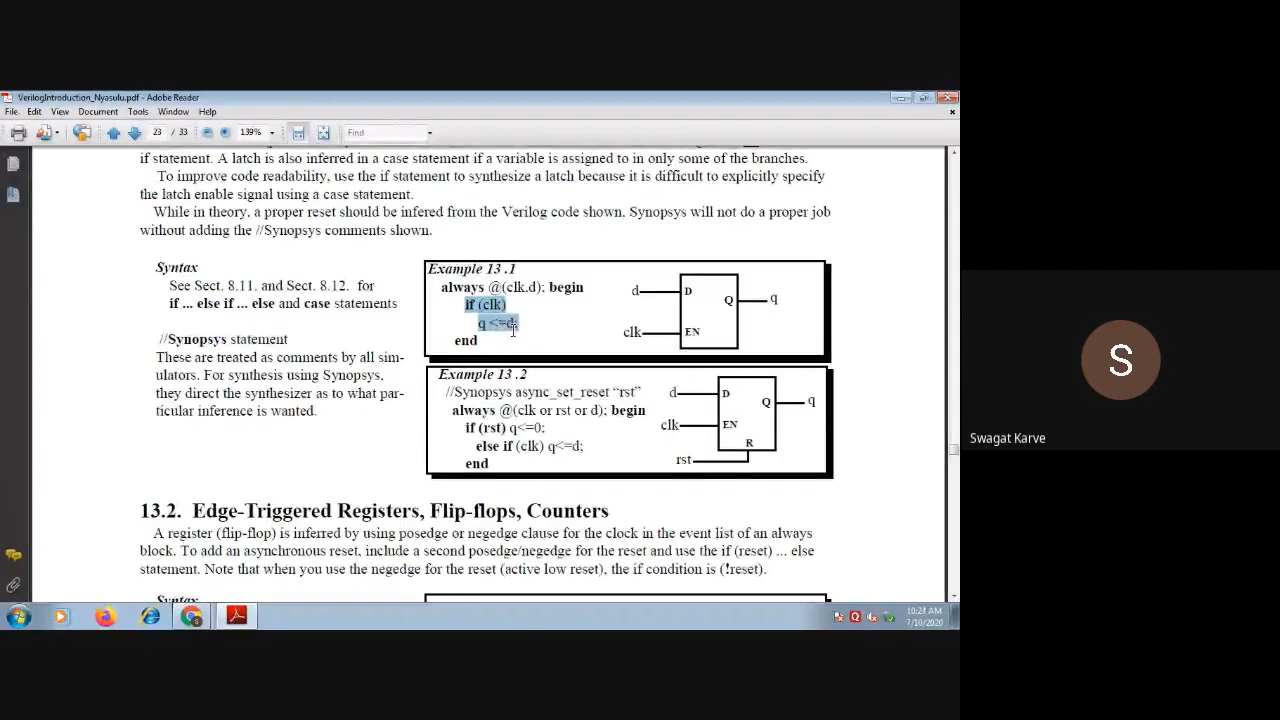 VerilogIntroduction_Nyasulu.pdf - Adobe Reader
File Edit View Document Tools Window Help
23 / 33 139% Find
if statement. A latch is also inferred in a case statement if a variable is assigned to in only some of the branches.
To improve code readability, use the if statement to synthesize a latch because it is difficult to explicitly specify
the latch enable signal using a case statement.
While in theory, a proper reset should be infered from the Verilog code shown, Synopsys will not do a proper job
without adding the //Synopsys comments shown.
Syntax
See Sect. 8.11. and Sect. 8.12. for
if ... else if ... else and case statements
//Synopsys statement
These are treated as comments by all sim-
ulators. For synthesis using Synopsys,
they direct the synthesizer as to what par-
ticular inference is wanted.
Example 13 .1
always @(clk.d); begin
if (clk)
q <=d;
end
d D Q q
clk EN
Example 13 .2
//Synopsys async_set_reset “rst”
always @(clk or rst or d); begin
if (rst) q<=0;
else if (clk) q<=d;
end
d D Q q
clk EN
R
rst
13.2. Edge-Triggered Registers, Flip-flops, Counters
A register (flip-flop) is inferred by using posedge or negedge clause for the clock in the event list of an always
block. To add an asynchronous reset, include a second posedge/negedge for the reset and use the if (reset) ... else
statement. Note that when you use the negedge for the reset (active low reset), the if condition is (!reset).
Syntax
10:24 AM
7/10/2020
S
Swagat Karve